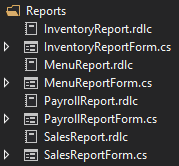 Reports
InventoryReport.rdlc
InventoryReportForm.cs
MenuReport.rdlc
MenuReportForm.cs
PayrollReport.rdlc
PayrollReportForm.cs
SalesReport.rdlc
SalesReportForm.cs